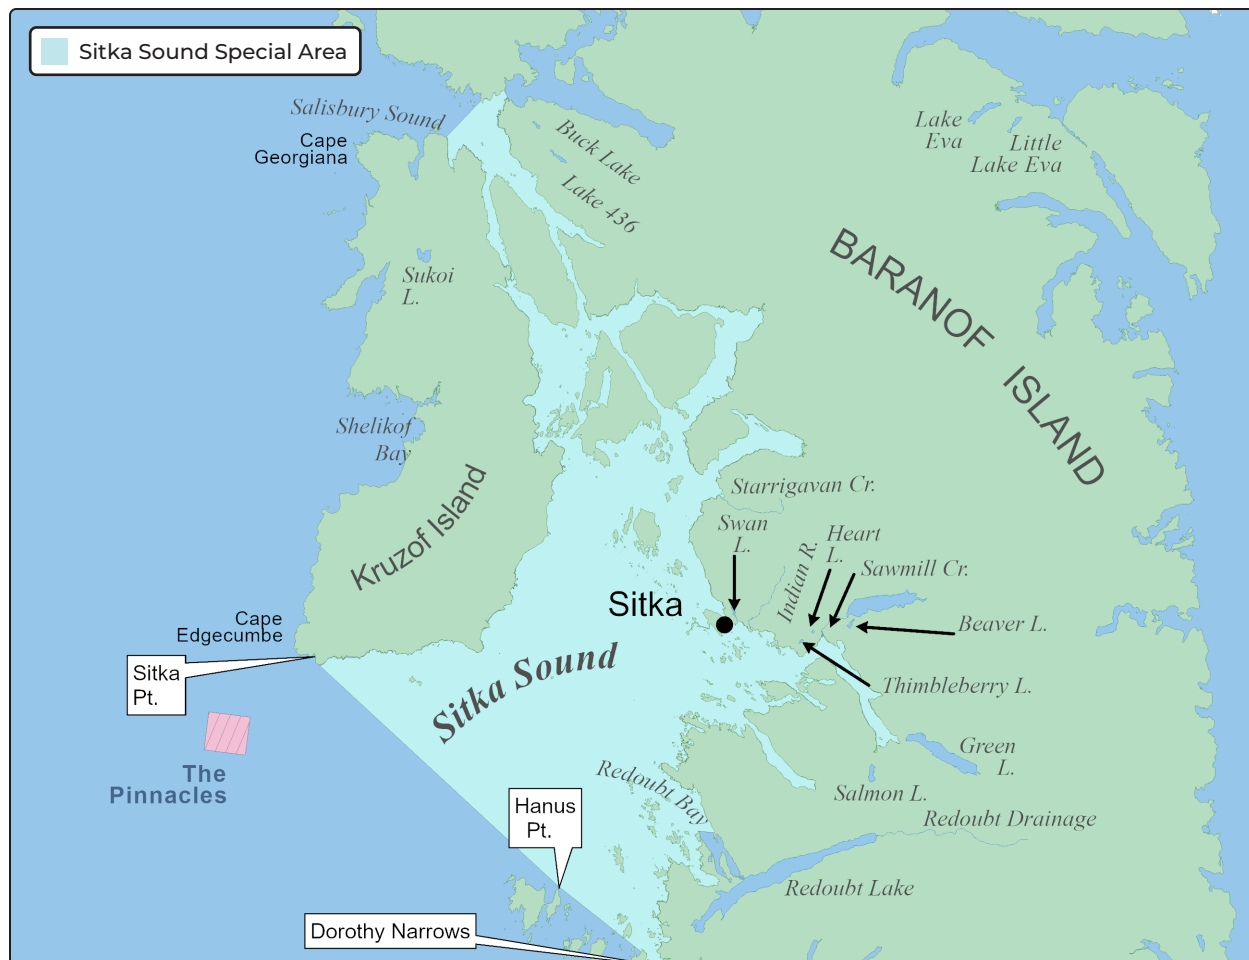 Sitka Sound Special Area
Salisbury Sound
Cape
Georgiana
Buck Lake
Lake 436
Lake
Eva
Little
Lake Eva
BARANOF ISLAND
Sukoi
L.
Shelikof
Bay
Kruzof Island
Starrigavan Cr.
Swan
L.
Indian R.
Heart
L.
Sawmill Cr.
Sitka
Beaver L.
Cape
Edgecumbe
Sitka
Pt.
Sitka Sound
Thimbleberry L.
The
Pinnacles
Green
L.
Redoubt Bay
Hanus
Pt.
Salmon L.
Redoubt Drainage
Redoubt Lake
Dorothy Narrows